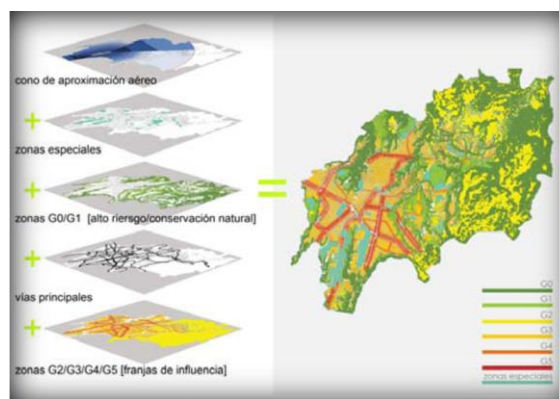 cono de aproximación aéreo
+
zonas especiales
+
zonas G0/G1 [alto riesgo/conservación natural]
+
vías principales
+
zonas G2/G3/G4/G5 [franjas de influencia]
=
G0
G1
G2
G3
G4
G5
zonas especiales